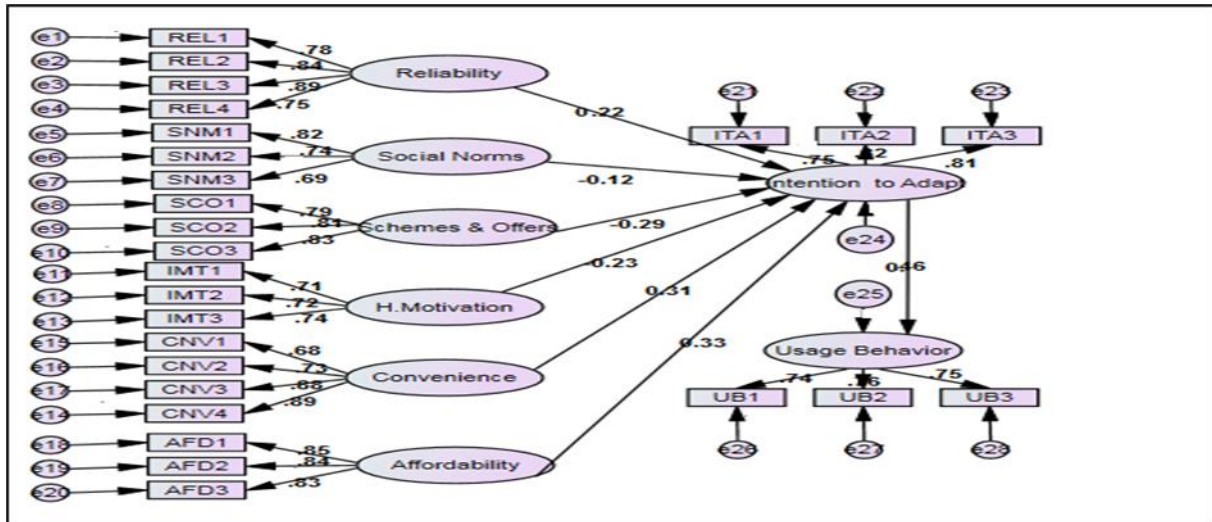 e1 REL1 .78
e2 REL2 .84
e3 REL3 .89
e4 REL4 .75
Reliability
0.22
e5 SNM1 .82
e6 SNM2 .74
e7 SNM3 .69
Social Norms
-0.12
e8 SCO1 .79
e9 SCO2 .81
e10 SCO3 .83
Schemes & Offers
-0.29
e11 IMT1 .71
e12 IMT2 .72
e13 IMT3 .74
H.Motivation
-0.23
e15 CNV1 .68
e16 CNV2 .73
e17 CNV3 .88
e14 CNV4 .89
Convenience
0.31
e18 AFD1 .85
e19 AFD2 .84
e20 AFD3 .83
Affordability
0.33
e21 e22 e23
ITA1 ITA2 ITA3
.75 .81
Intention to Adapt
e24
e25
Usage Behavior
.74 .76 .75
UB1 UB2 UB3
e26 e27 e28